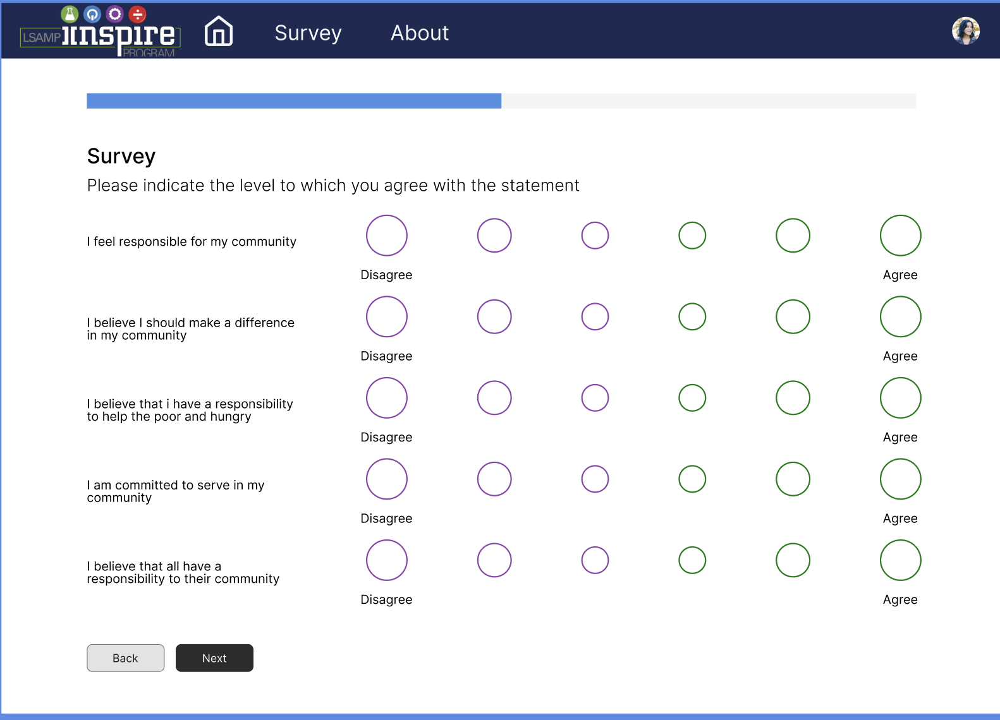 LSAMP IINSPIRE
PROGRAM
Survey
About
Survey
Please indicate the level to which you agree with the statement
I feel responsible for my community
Disagree
Agree
I believe I should make a difference
in my community
Disagree
Agree
I believe that i have a responsibility
to help the poor and hungry
Disagree
Agree
I am committed to serve in my
community
Disagree
Agree
I believe that all have a
responsibility to their community
Disagree
Agree
Back
Next